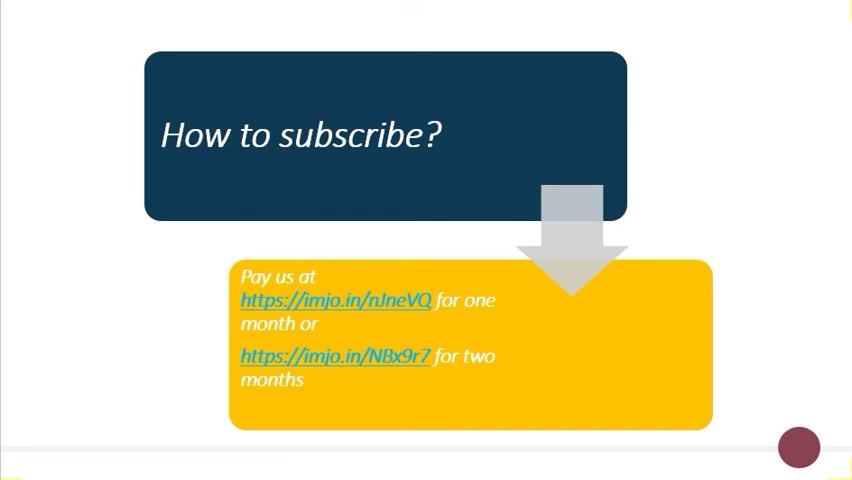 How to subscribe?
Pay us at
https://imjo.in/nJneVQ for one
month or
https://imjo.in/NBx9r7 for two
months